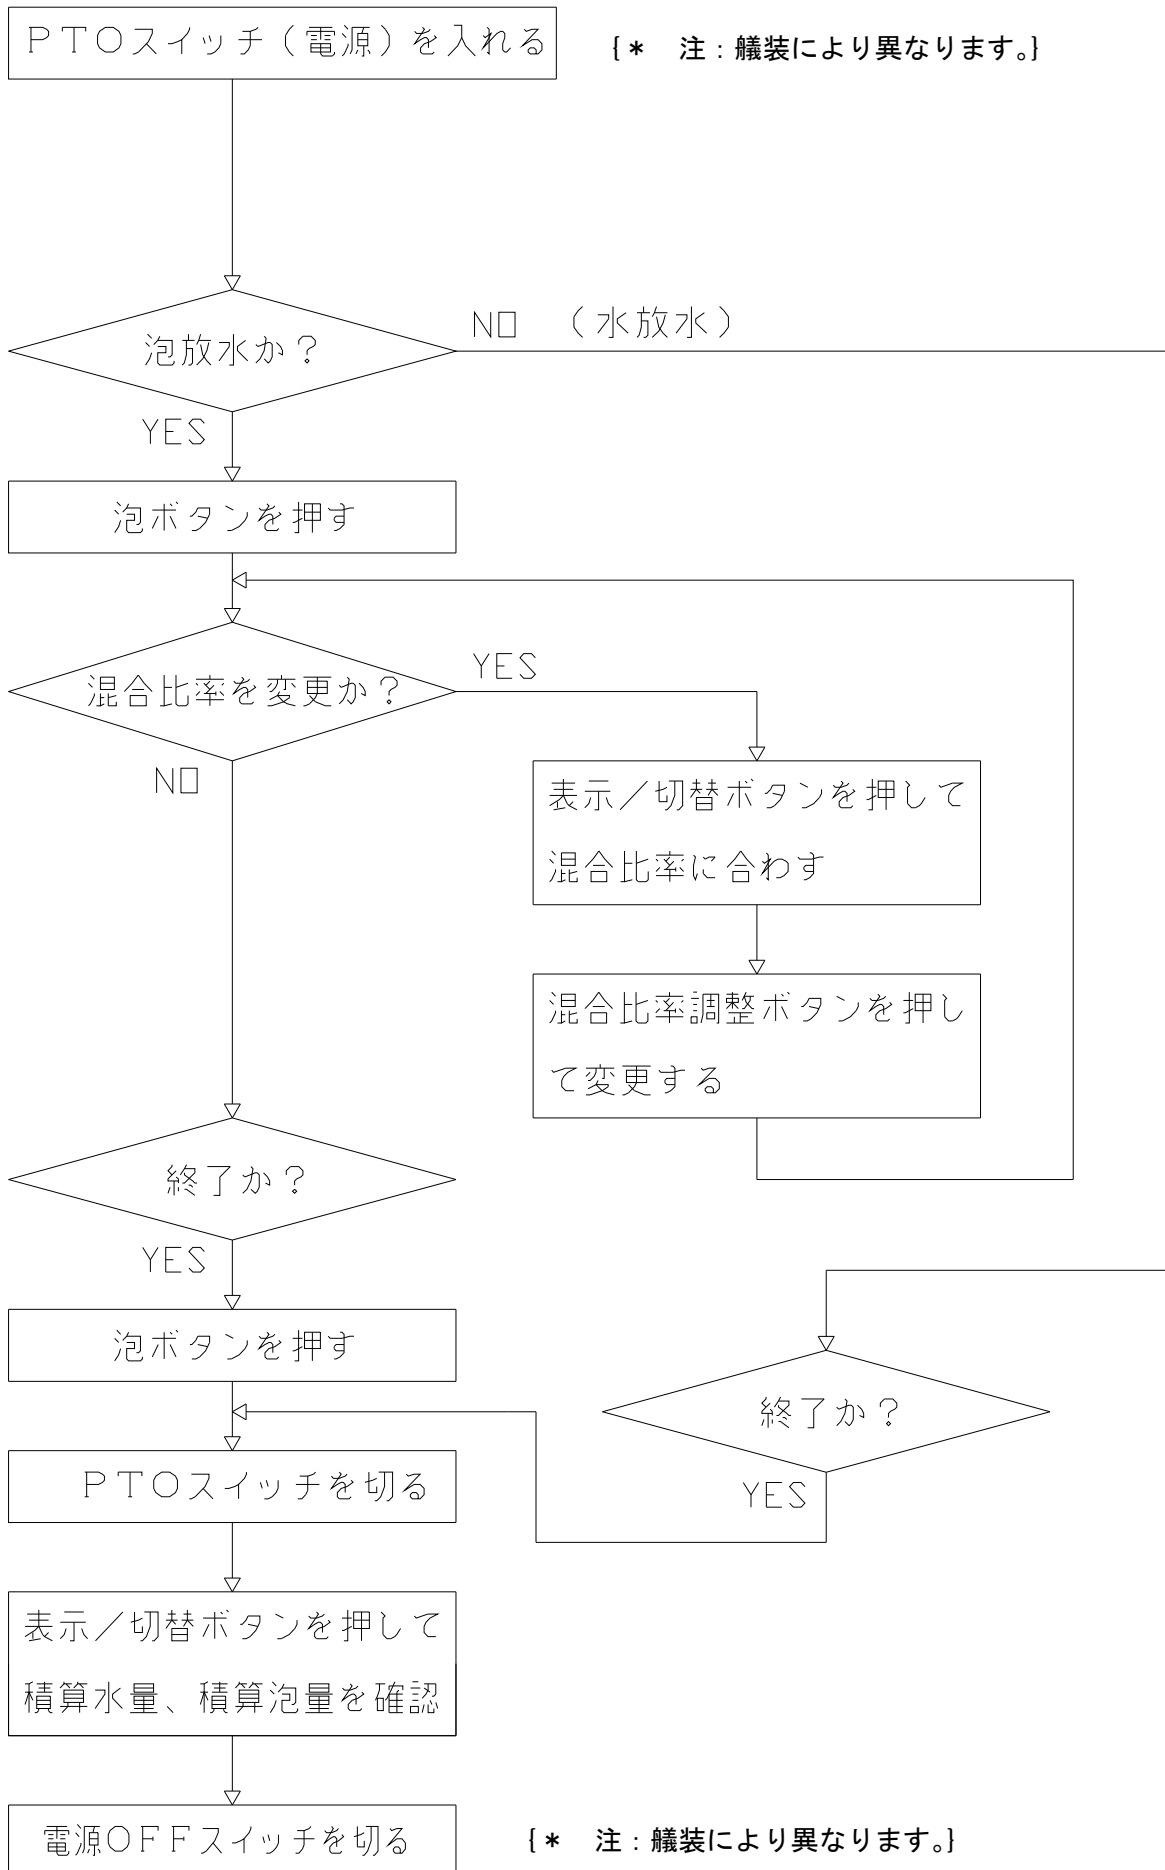 PTOスイッチ(電源)を入れる
{* 注:艤装により異なります。}
泡放水か?
NO (水放水)
YES
泡ボタンを押す
混合比率を変更か?
YES
NO
表示/切替ボタンを押して
混合比率に合わす
混合比率調整ボタンを押し
て変更する
終了か?
YES
泡ボタンを押す
終了か?
YES
PTOスイッチを切る
表示/切替ボタンを押して
積算水量、積算泡量を確認
電源OFFスイッチを切る
{* 注:艤装により異なります。}